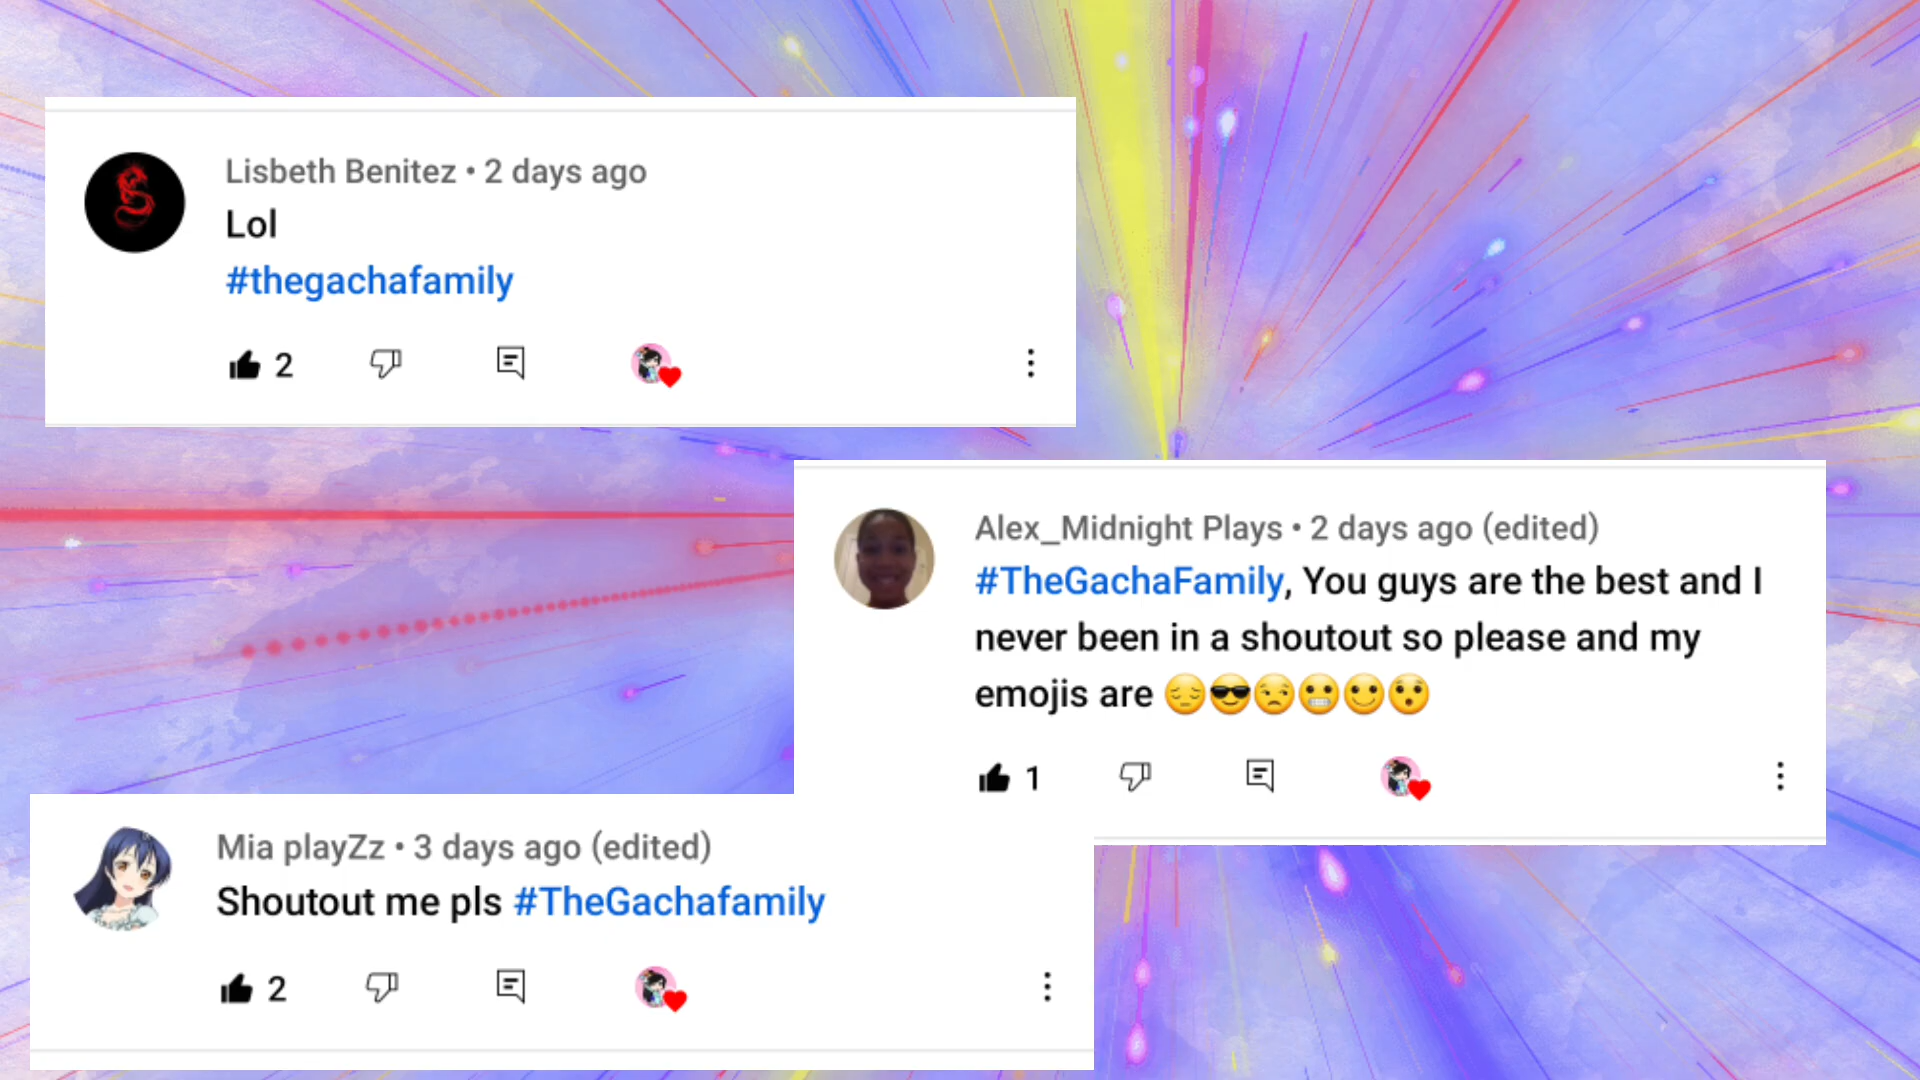 Lisbeth Benitez • 2 days ago
Lol
#thegachafamily
2
Alex_Midnight Plays • 2 days ago (edited)
#TheGachaFamily, You guys are the best and I
never been in a shoutout so please and my
emojis are 😔😎😒😬🙂😯
1
Mia playZz • 3 days ago (edited)
Shoutout me pls #TheGachafamily
2